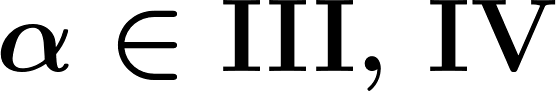 α ∈ III, IV